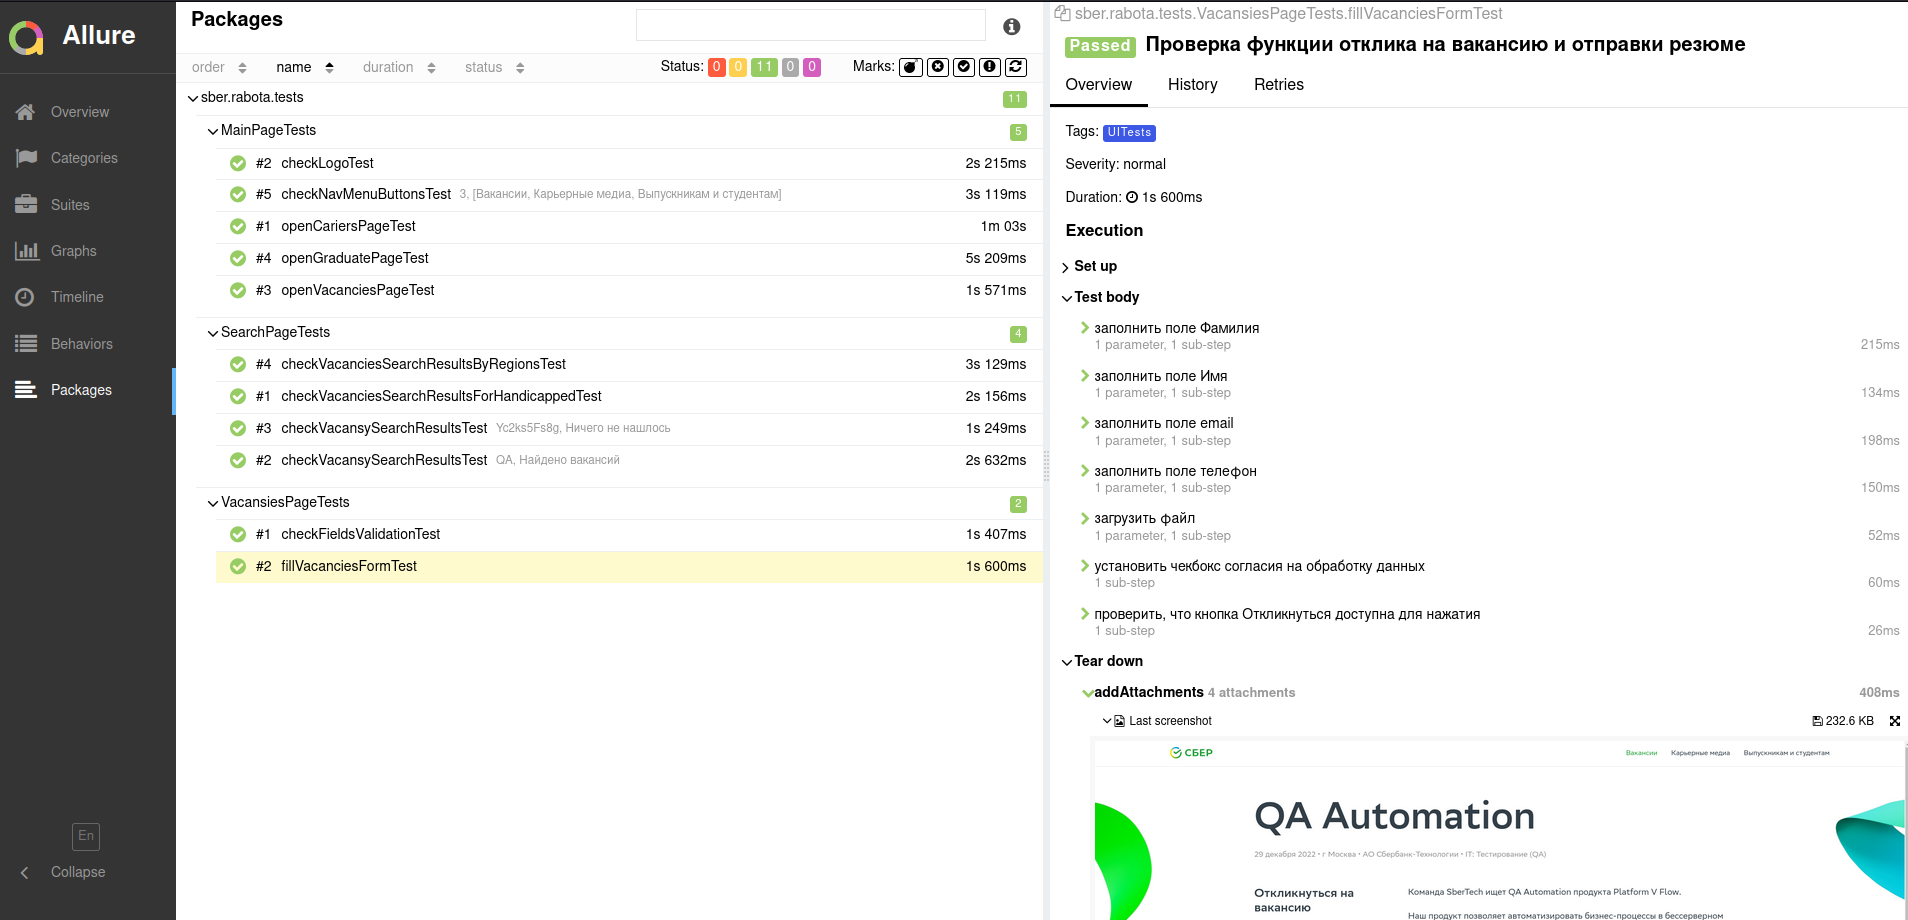 Allure
Overview
Categories
Suites
Graphs
Timeline
Behaviors
Packages
En
Collapse
Packages
order name duration status Status: 0 0 11 0 0 Marks:
sber.rabota.tests 11
MainPageTests 5
#2 checkLogoTest 2s 215ms
#5 checkNavMenuButtonsTest 3, [Вакансии, Карьерные медиа, Выпускникам и студентам] 3s 119ms
#1 openCariersPageTest 1m 03s
#4 openGraduatePageTest 5s 209ms
#3 openVacanciesPageTest 1s 571ms
SearchPageTests 4
#4 checkVacanciesSearchResultsByRegionsTest 3s 129ms
#1 checkVacanciesSearchResultsForHandicappedTest 2s 156ms
#3 checkVacansySearchResultsTest Yc2ks5Fs8g, Ничего не нашлось 1s 249ms
#2 checkVacansySearchResultsTest QA, Найдено вакансий 2s 632ms
VacansiesPageTests 2
#1 checkFieldsValidationTest 1s 407ms
#2 fillVacanciesFormTest 1s 600ms
sber.rabota.tests.VacansiesPageTests.fillVacanciesFormTest
Passed Проверка функции отклика на вакансию и отправки резюме
Overview History Retries
Tags: UITests
Severity: normal
Duration: 1s 600ms
Execution
Set up
Test body
заполнить поле Фамилия
1 parameter, 1 sub-step 215ms
заполнить поле Имя
1 parameter, 1 sub-step 134ms
заполнить поле email
1 parameter, 1 sub-step 198ms
заполнить поле телефон
1 parameter, 1 sub-step 150ms
загрузить файл
1 parameter, 1 sub-step 52ms
установить чекбокс согласия на обработку данных
1 sub-step 60ms
проверить, что кнопка Откликнуться доступна для нажатия
1 sub-step 26ms
Tear down
addAttachments 4 attachments 408ms
Last screenshot 232.6 KB
СБЕР Вакансии Карьерные медиа Выпускникам и студентам
QA Automation
29 декабря 2022 • г Москва • АО Сбербанк-Технологии • IT: Тестирование (QA)
Откликнуться на вакансию
Команда SberTech ищет QA Automation продукта Platform V Flow.
Наш продукт позволяет автоматизировать бизнес-процессы в бессерверном